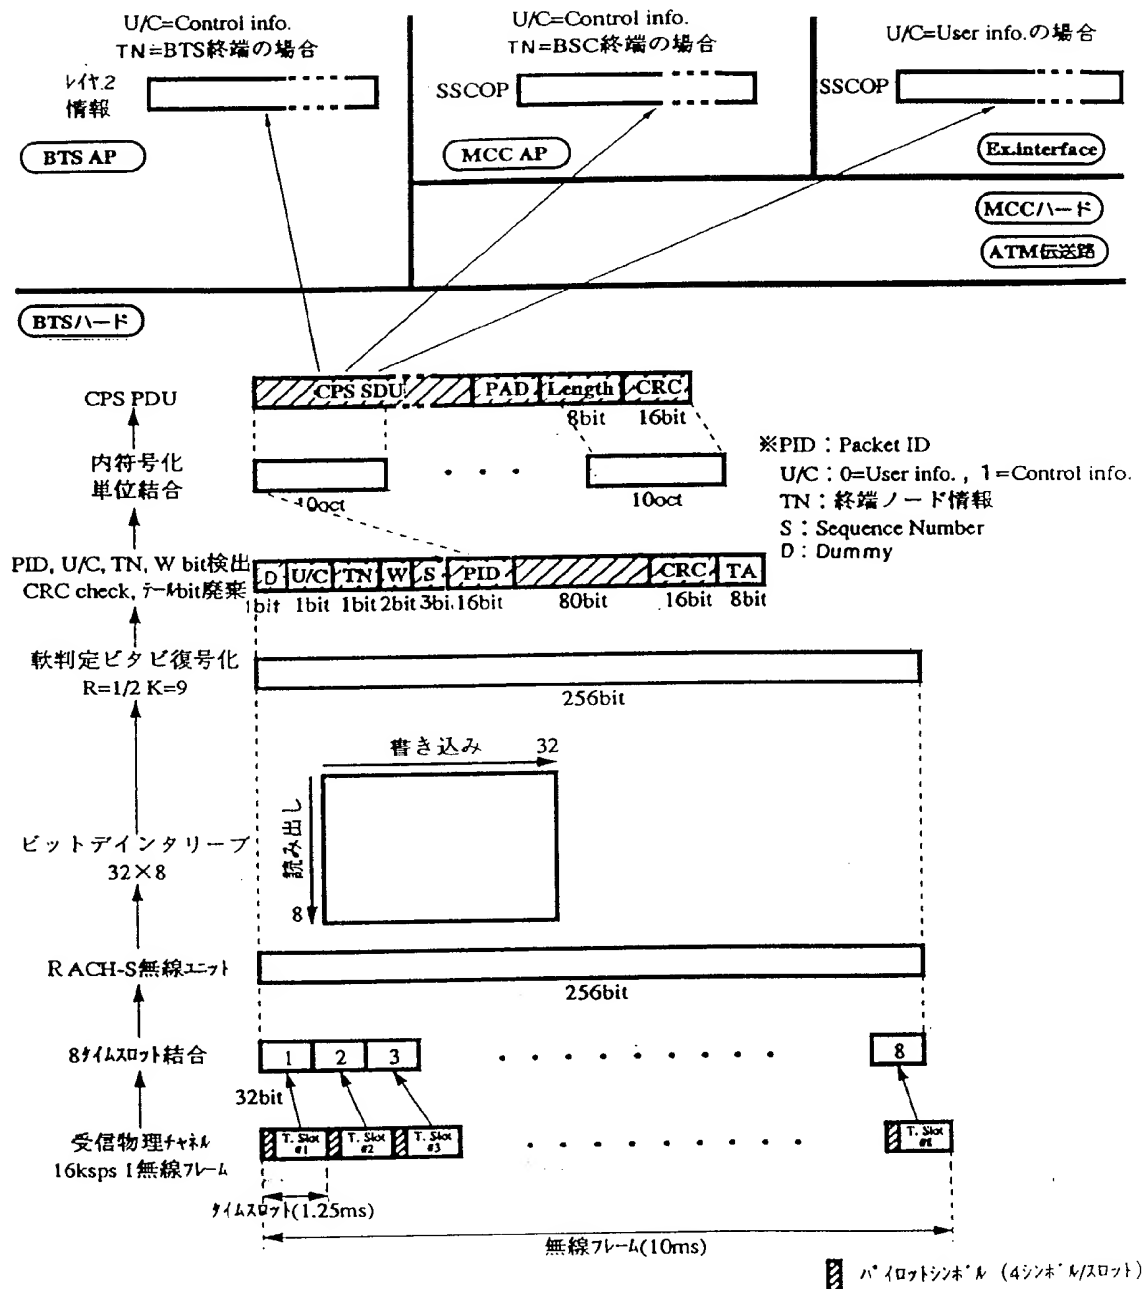 U/C=Control info.
TN=BTS終端の場合
U/C=Control info.
TN=BSC終端の場合
U/C=User info.の場合
レイヤ.2
情報
SSCOP
SSCOP
BTS AP
MCC AP
Ex.interface
MCCハード
ATM伝送路
BTSハード
CPS PDU
CPS SDU
PAD
Length
CRC
8bit
16bit
内符号化
単位結合
10oct
・・・
10oct
※PID：Packet ID
U/C：0=User info. , 1=Control info.
TN：終端ノード情報
S：Sequence Number
D：Dummy
PID, U/C, TN, W bit検出
CRC check, テールbit廃棄
D
U/C
TN
W
S
PID
CRC
TA
1bit
1bit
1bit
2bit
3bit
16bit
80bit
16bit
8bit
軟判定ビタビ復号化
R=1/2 K=9
256bit
書き込み
32
読み出し
8
ビットデインタリーブ
32×8
RACH-S無線ユニット
256bit
8タイムスロット結合
1
2
3
8
32bit
受信物理チャネル
16ksps 1無線フレーム
T. Slot
#1
T. Slot
#2
T. Slot
#3
T. Slot
#8
タイムスロット(1.25ms)
無線フレーム(10ms)
パイロットシンボル（4シンボル/スロット）